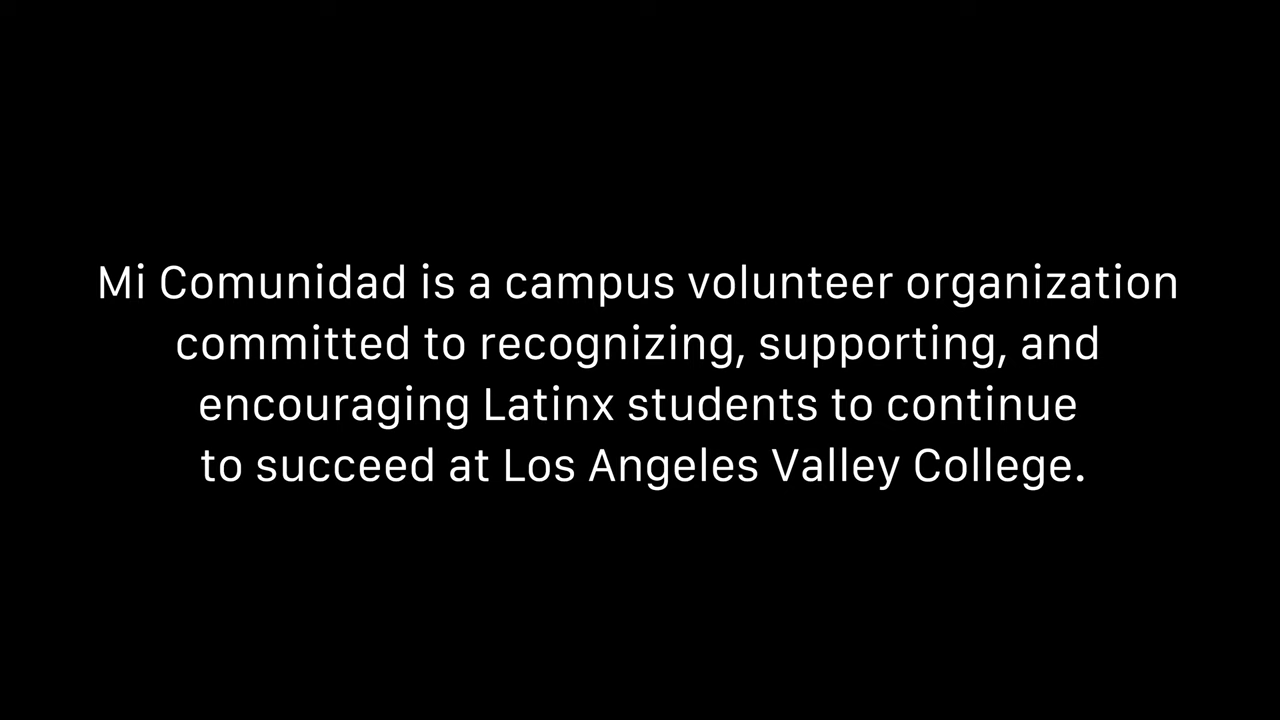 Mi Comunidad is a campus volunteer organization
committed to recognizing, supporting, and
encouraging Latinx students to continue
to succeed at Los Angeles Valley College.